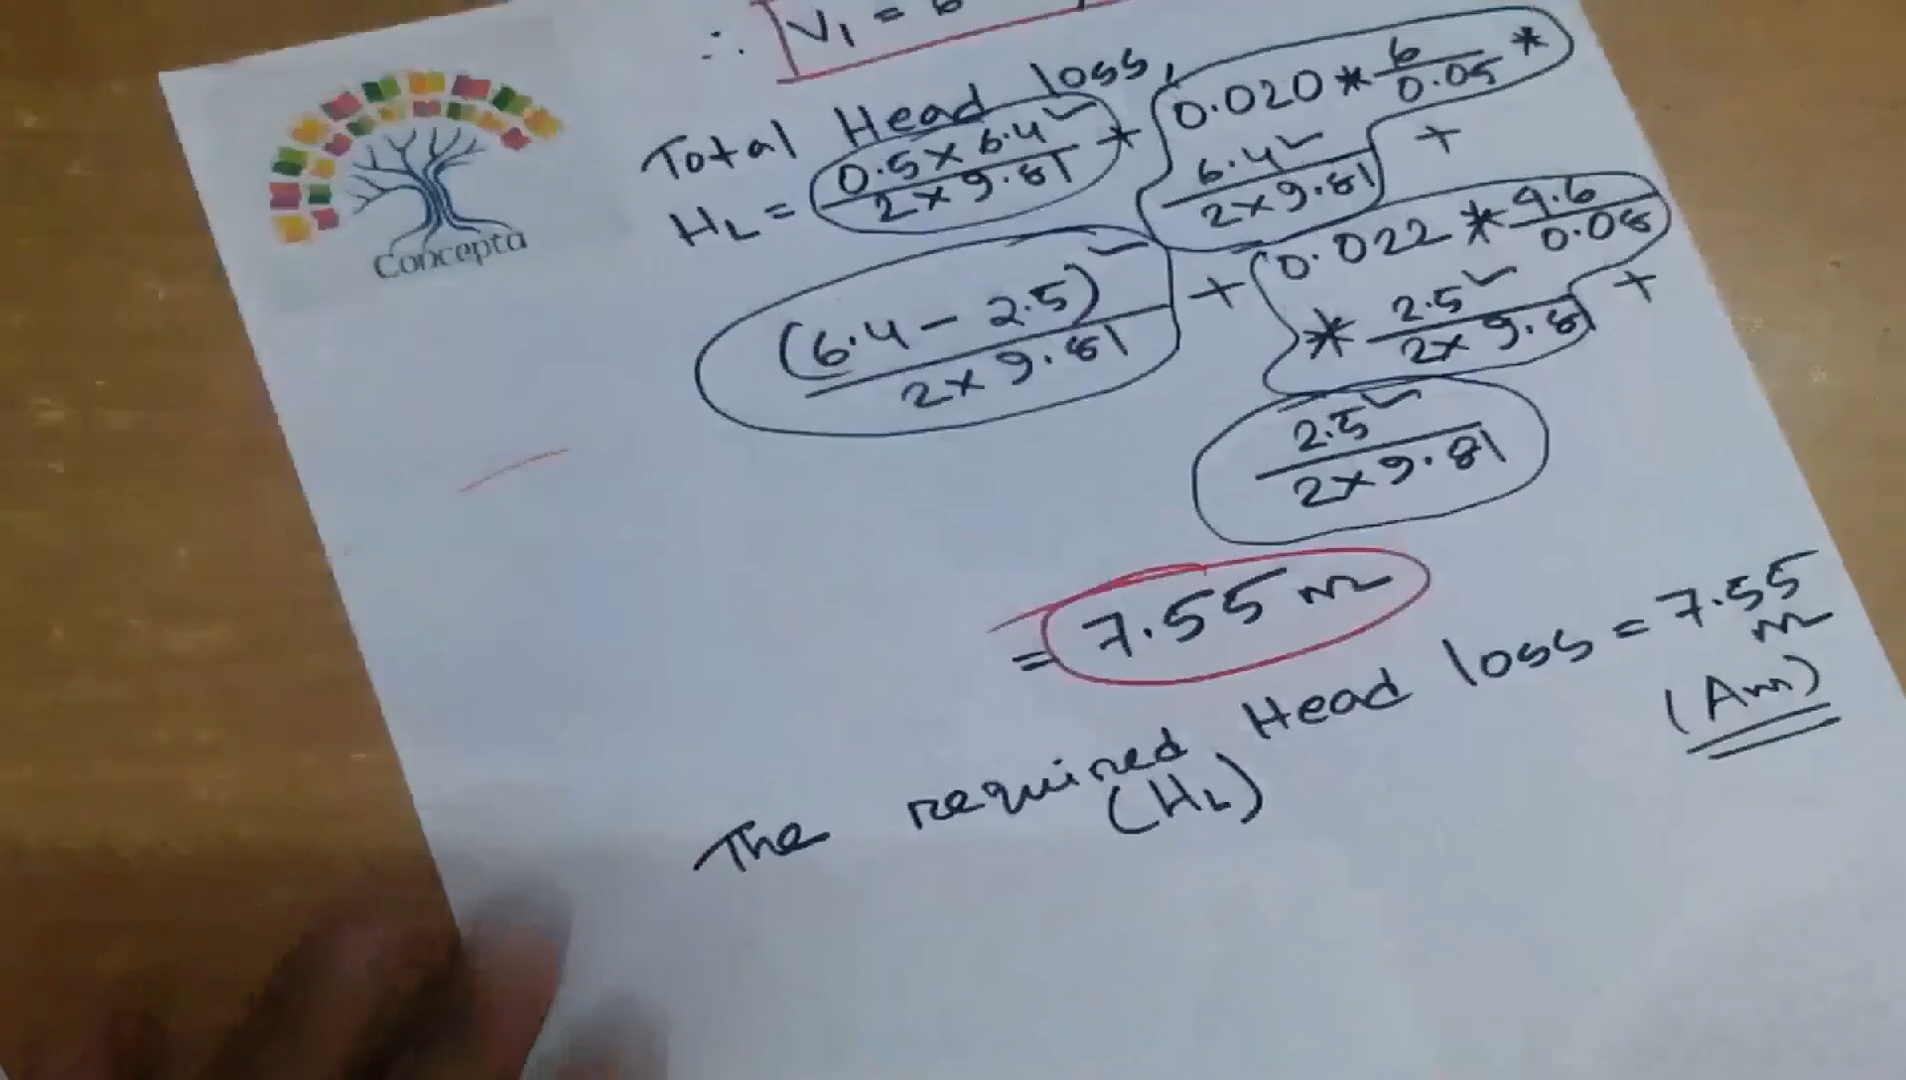 ∴ V₁ = 6
Total Head loss,
H_L = (0.5 × 6.4²)/(2 × 9.81) + 0.020 * 6/0.05 *
6.4²/(2 × 9.81) +
(6.4 - 2.5)²/(2 × 9.81) + 0.022 * 9.6/0.08
* 2.5²/(2 × 9.81) +
2.5²/(2 × 9.81)
= 7.55 m
The required Head loss = 7.55 m
(H_L) (Ans)
Concepta